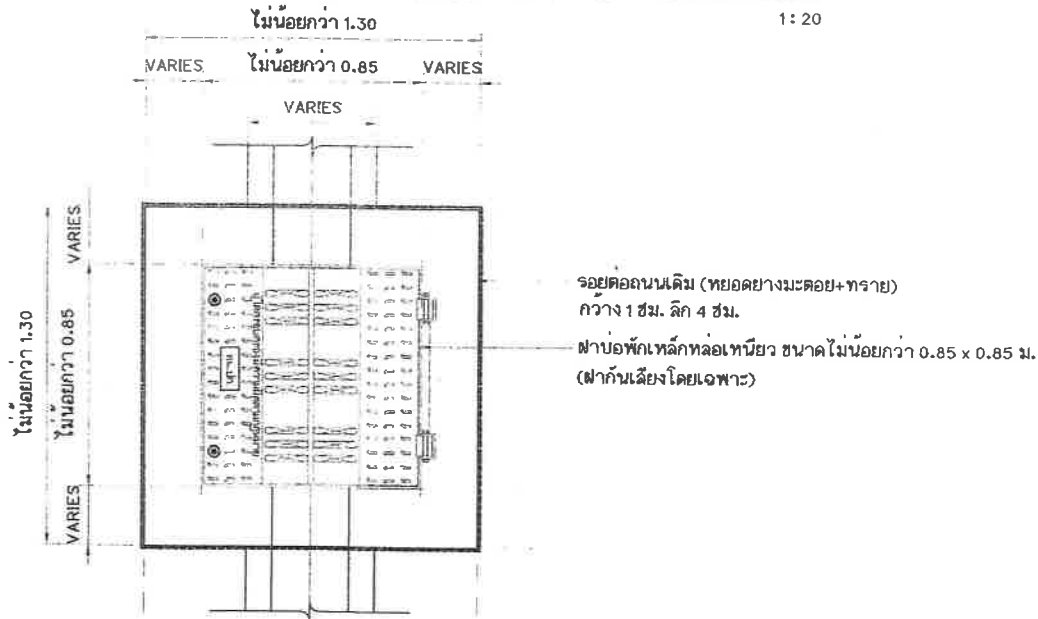 ไม่น้อยกว่า 1.30
1:20
VARIES
ไม่น้อยกว่า 0.85
VARIES
VARIES
VARIES
ไม่น้อยกว่า 1.30
ไม่น้อยกว่า 0.85
VARIES
รอยต่อถนนเดิม (หยอดยางมะตอย+ทราย)
กว้าง 1 ซม. ลึก 4 ซม.
ฝาบ่อพักเหล็กหล่อเหนียว ขนาดไม่น้อยกว่า 0.85 x 0.85 ม.
(ฝากันเสียงโดยเฉพาะ)